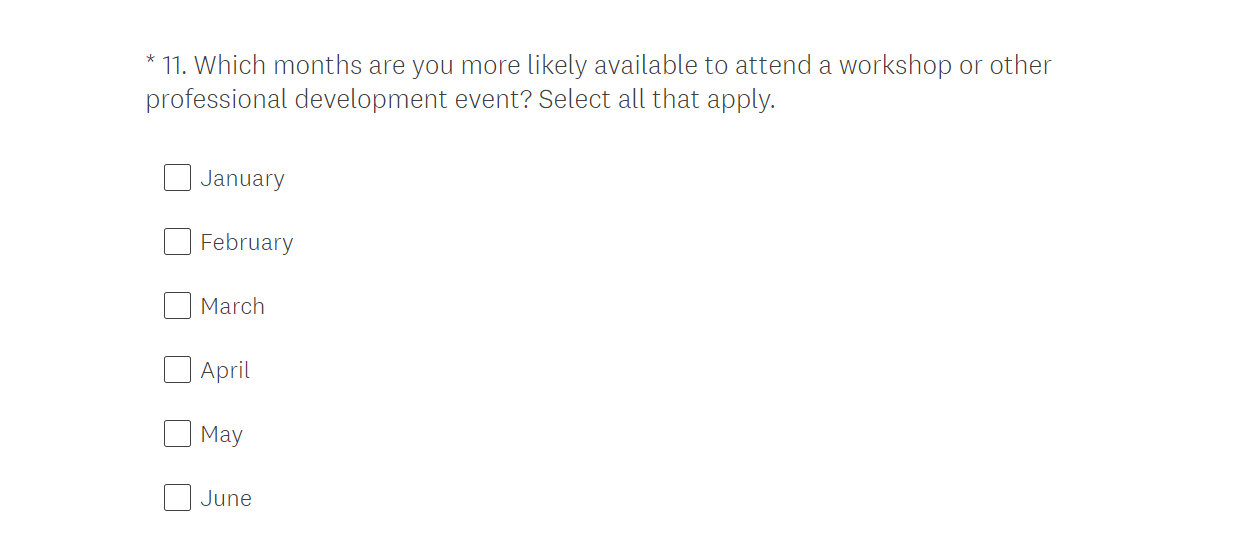 * 11. Which months are you more likely available to attend a workshop or other
professional development event? Select all that apply.
January
February
March
April
May
June